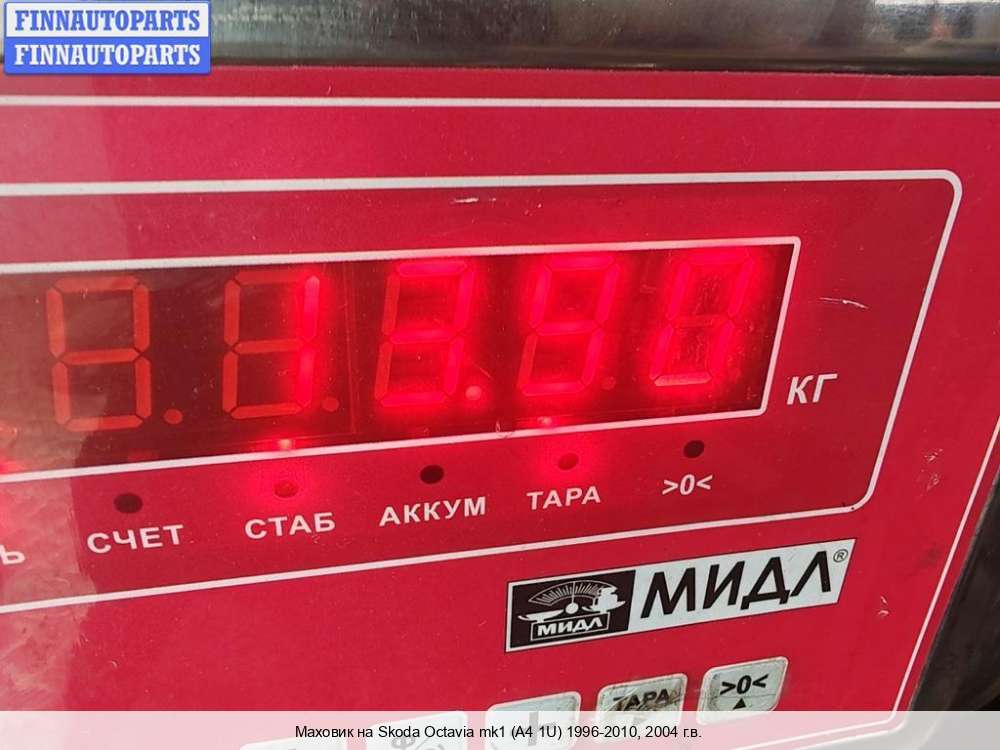 FINNAUTOPARTS
FINNAUTOPARTS
КГ
СЧЕТ СТАБ АККУМ ТАРА >0<
МИДЛ МИДЛ®
ТАРА >0<
Маховик на Skoda Octavia mk1 (A4 1U) 1996-2010, 2004 г.в.